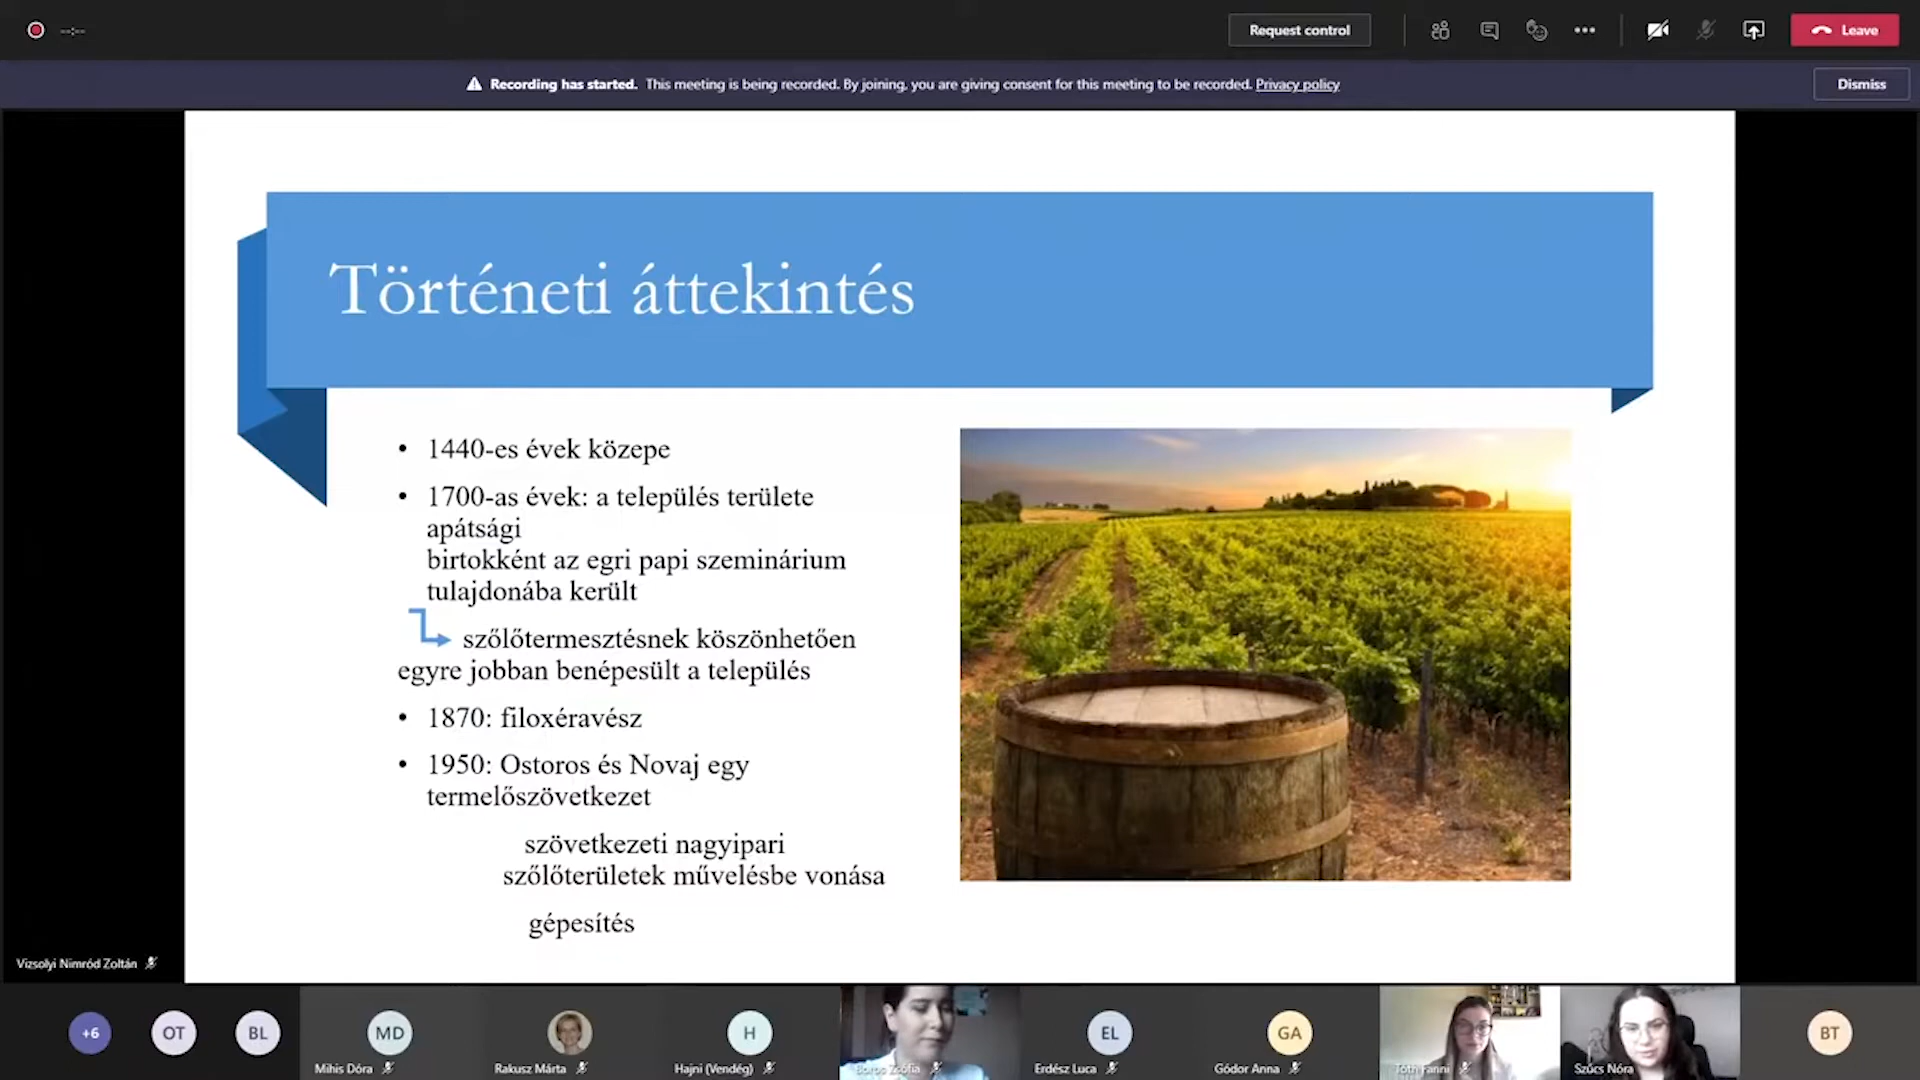 --:--
Request control
Leave
Recording has started. This meeting is being recorded. By joining, you are giving consent for this meeting to be recorded. Privacy policy
Dismiss
Történeti áttekintés
• 1440-es évek közepe
• 1700-as évek: a település területe
apátsági
birtokként az egri papi szeminárium
tulajdonába került
szőlőtermesztésnek köszönhetően
egyre jobban benépesült a település
• 1870: filoxéravész
• 1950: Ostoros és Novaj egy
termelőszövetkezet
szövetkezeti nagyipari
szőlőterületek művelésbe vonása
gépesítés
Vizsolyi Nimród Zoltán
+6
OT
BL
MD
Mihis Dóra
Rakusz Márta
H
Hajni (Vendég)
Boros Zsófia
EL
Erdész Luca
GA
Gódor Anna
Tóth Fanni
Szűcs Nóra
BT